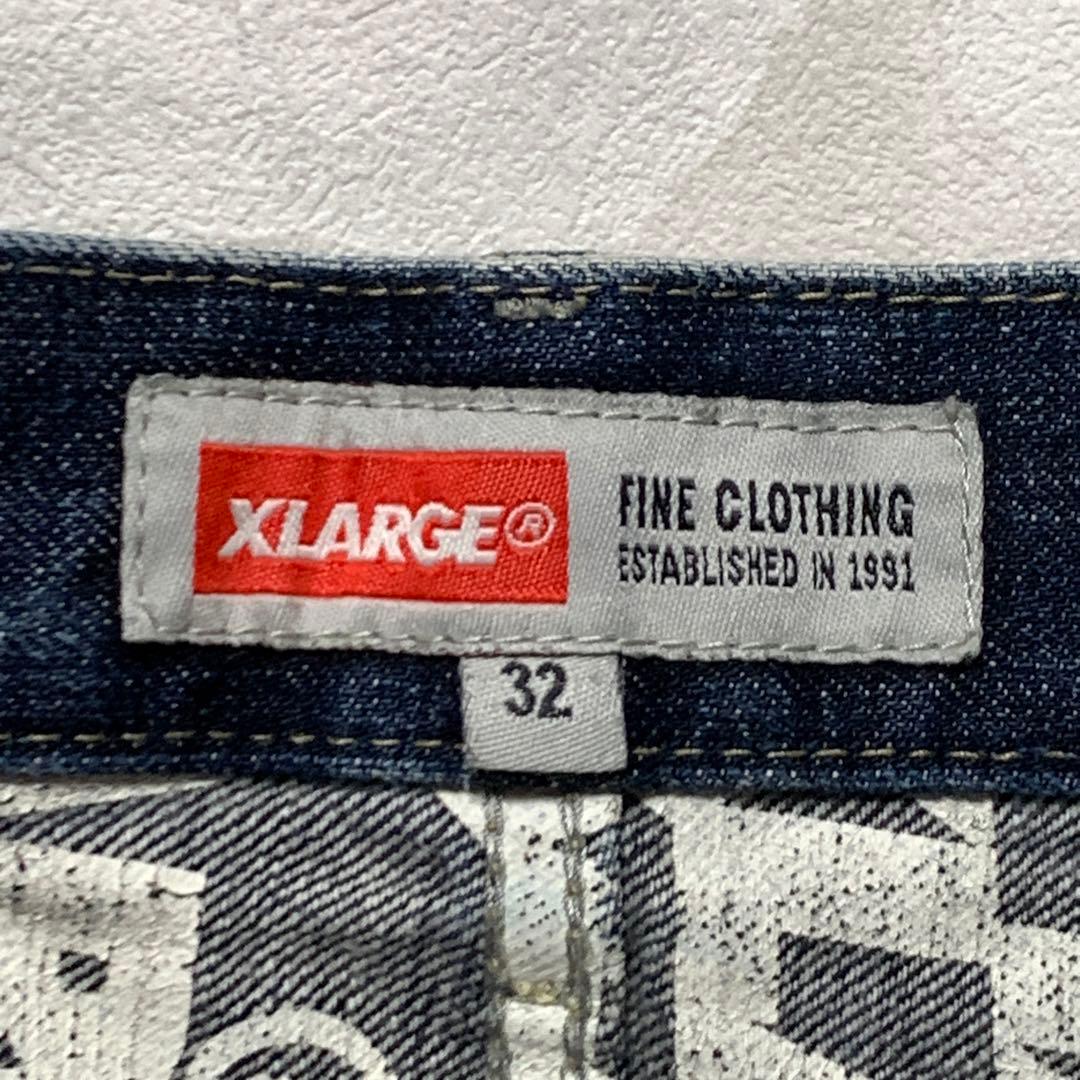 XLARGE®
FINE CLOTHING
ESTABLISHED IN 1991
32